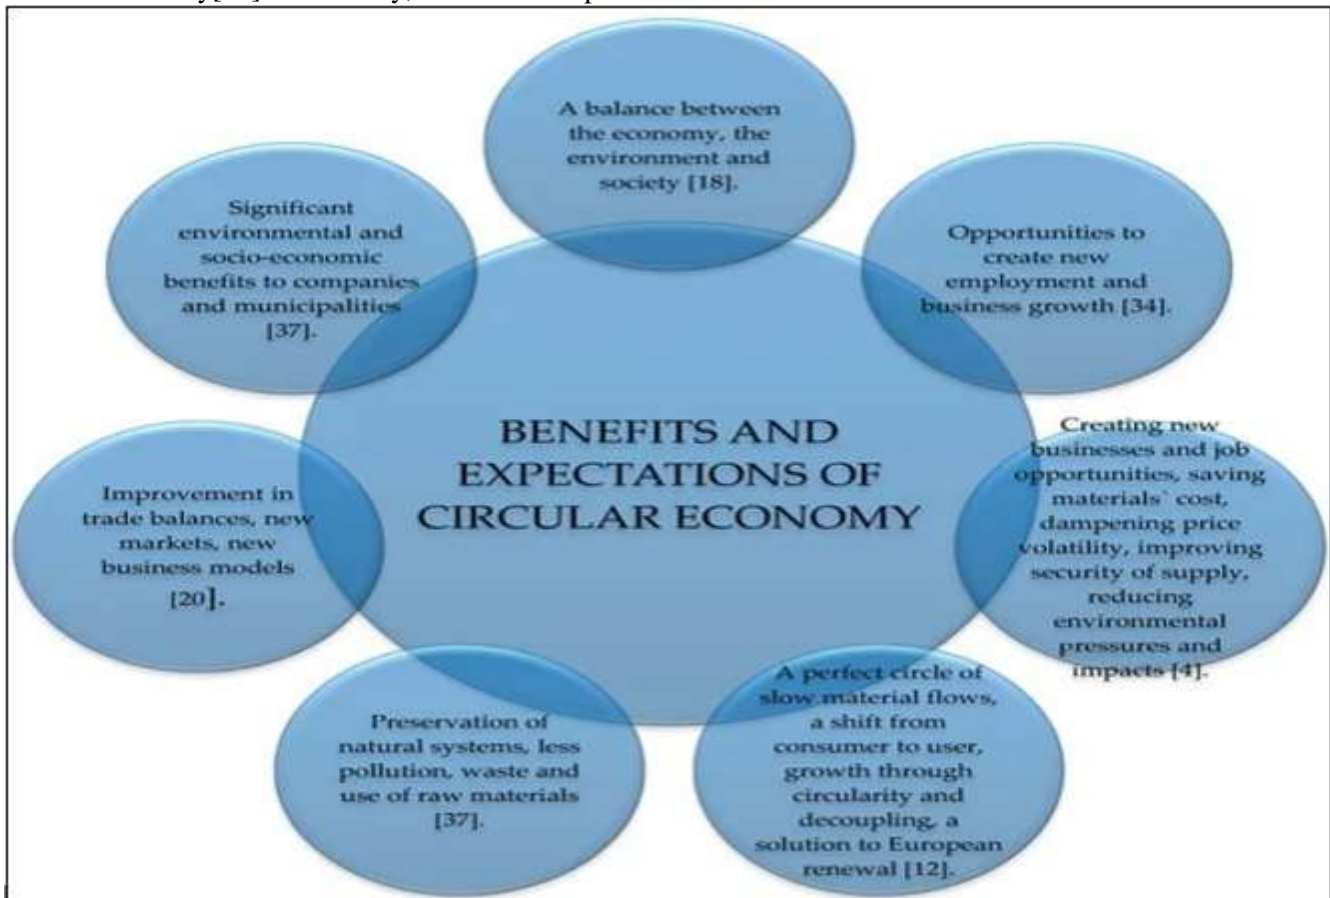 A balance between
the economy, the
environment and
society [18].
Opportunities to
create new
employment and
business growth [34].
Creating new
businesses and job
opportunities, saving
materials` cost,
dampening price
volatility, improving
security of supply,
reducing
environmental
pressures and
impacts [4].
A perfect circle of
slow material flows,
a shift from
consumer to user,
growth through
circularity and
decoupling, a
solution to European
renewal [12].
Preservation of
natural systems, less
pollution, waste and
use of raw materials
[37].
Improvement in
trade balances, new
markets, new
business models
[20].
Significant
environmental and
socio-economic
benefits to companies
and municipalities
[37].
BENEFITS AND
EXPECTATIONS OF
CIRCULAR ECONOMY